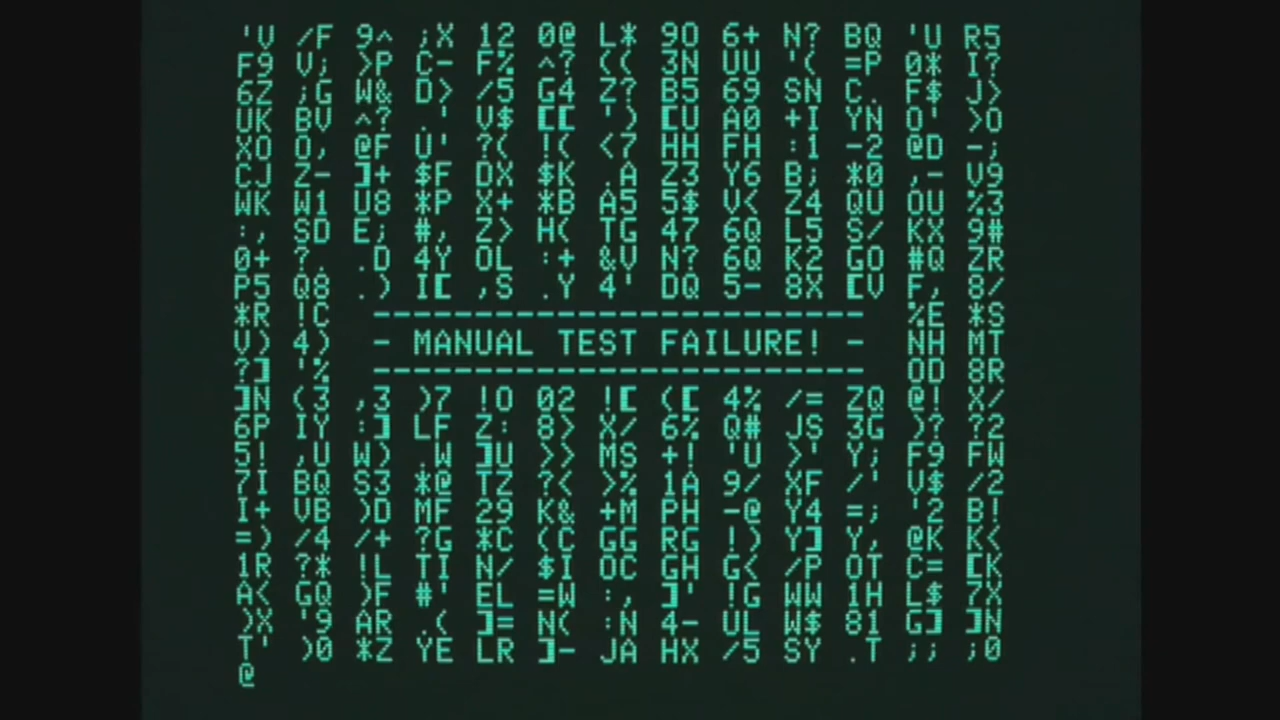 'V /F 9^ ;X 12 0@ L* 90 6+ N? BQ 'U R5
F9 V; >P C- F% ^? (( 3N UU '( =P 0* I?
6Z ;G W& D> /5 G4 Z? B5 69 SN C. F$ J>
UK BV ^? .' V$ [[ ') [U A0 +I YN O' >O
XO O, @F U' ?( !( <7 HH FH :1 -2 @D -;
CJ Z- ]+ $F DX $K .A Z3 Y6 B; *0 ,- V9
WK W1 U8 *P X+ *B A5 5$ V< Z4 QU OU %3
:, SD E; #, Z> H( TG 47 6Q L5 S/ KX 9#
0+ ?. .D 4Y OL :+ &V N? 6Q K2 GO #Q ZR
P5 Q8 .) I[ ,S .Y 4' DQ 5- 8X [V F, 8/
*R !C ------------------------ %E *S
V) 4) - MANUAL TEST FAILURE! - NH MT
?] '% ------------------------ OD 8R
]N (3 ,3 )7 !O 02 ![ ([ 4% /= ZQ @! X/
6P IY :] LF Z: 8> X/ 6% Q# JS 3G )? ?2
5! ,U W) .W ]U >> MS +! 'U >' Y; F9 FW
7I BQ S3 *@ TZ ?< >% 1A 9/ XF /' V$ /2
I+ VB >D MF 29 K& +M PH -@ Y4 =; '2 B!
=) /4 /+ ?G *C (C GG RG !) Y] Y, @K K<
1R ?* !L TI N/ $I OC GH G< /P OT C= [K
A< GQ >F #' EL =W :, ]' !G WW 1H L$ 7X
)X '9 AR .( ]= N( :N 4- UL W$ 81 G] ]N
T' )0 *Z YE LR ]- JA HX /5 SY .T ;; ;0
@